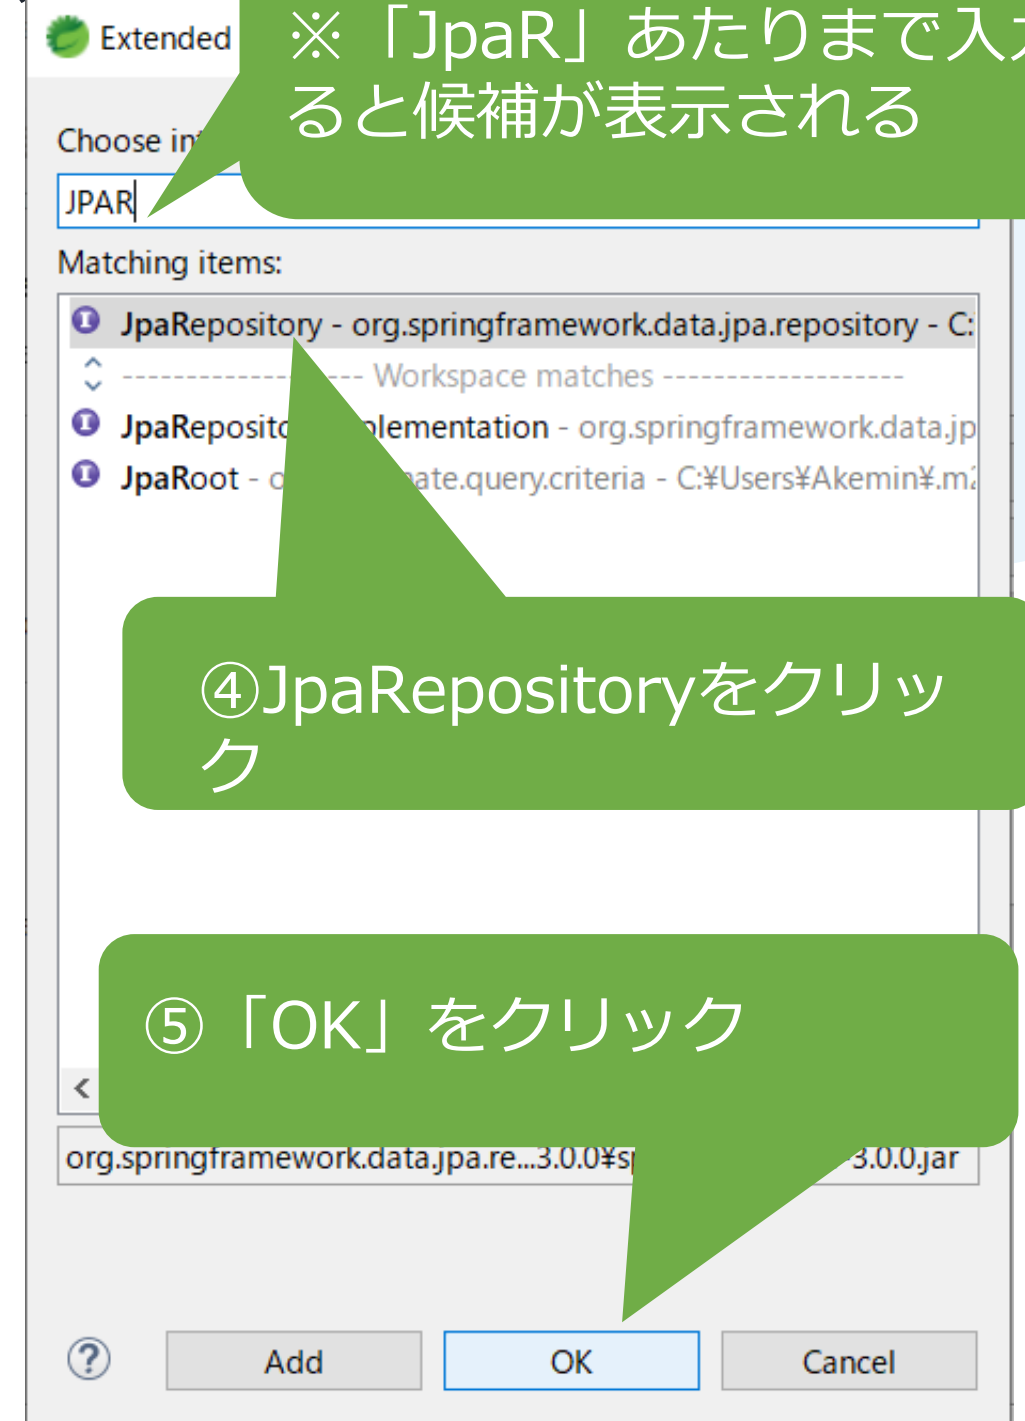 Extended
※「JpaR」あたりまで入
ると候補が表示される
Choose
JPAR
Matching items:
JpaRepository - org.springframework.data.jpa.repository - C:
------------------- Workspace matches -------------------
JpaReposito plementation - org.springframework.data.jp
JpaRoot - o ate.query.criteria - C:¥Users¥Akemin¥.m2
④JpaRepositoryをクリッ
ク
⑤「OK」をクリック
org.springframework.data.jpa.re...3.0.0¥s 3.0.0.jar
Add
OK
Cancel